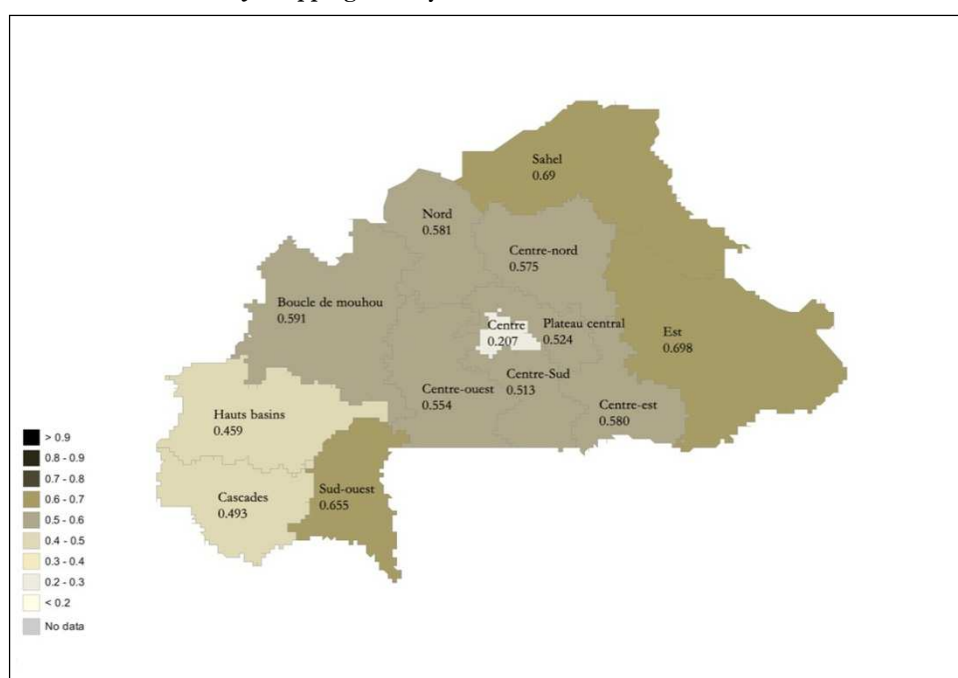 Sahel
0.69
Nord
0.581
Centre-nord
0.575
Boucle de mouhou
0.591
Centre
0.207
Plateau central
0.524
Est
0.698
Centre-Sud
0.513
Centre-ouest
0.554
Centre-est
0.580
Hauts basins
0.459
Sud-ouest
0.655
Cascades
0.493
> 0.9
0.8 - 0.9
0.7 - 0.8
0.6 - 0.7
0.5 - 0.6
0.4 - 0.5
0.3 - 0.4
0.2 - 0.3
< 0.2
No data